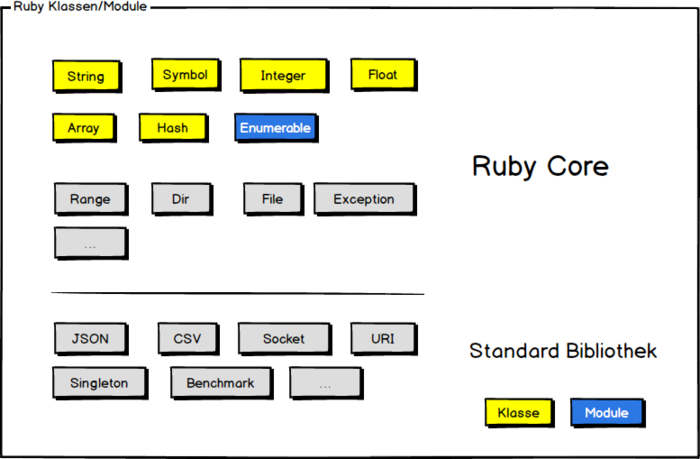 Ruby Klassen/Module
String Symbol Integer Float
Array Hash Enumerable
Ruby Core
Range Dir File Exception
...
JSON CSV Socket URI
Standard Bibliothek
Singleton Benchmark ...
Klasse Module